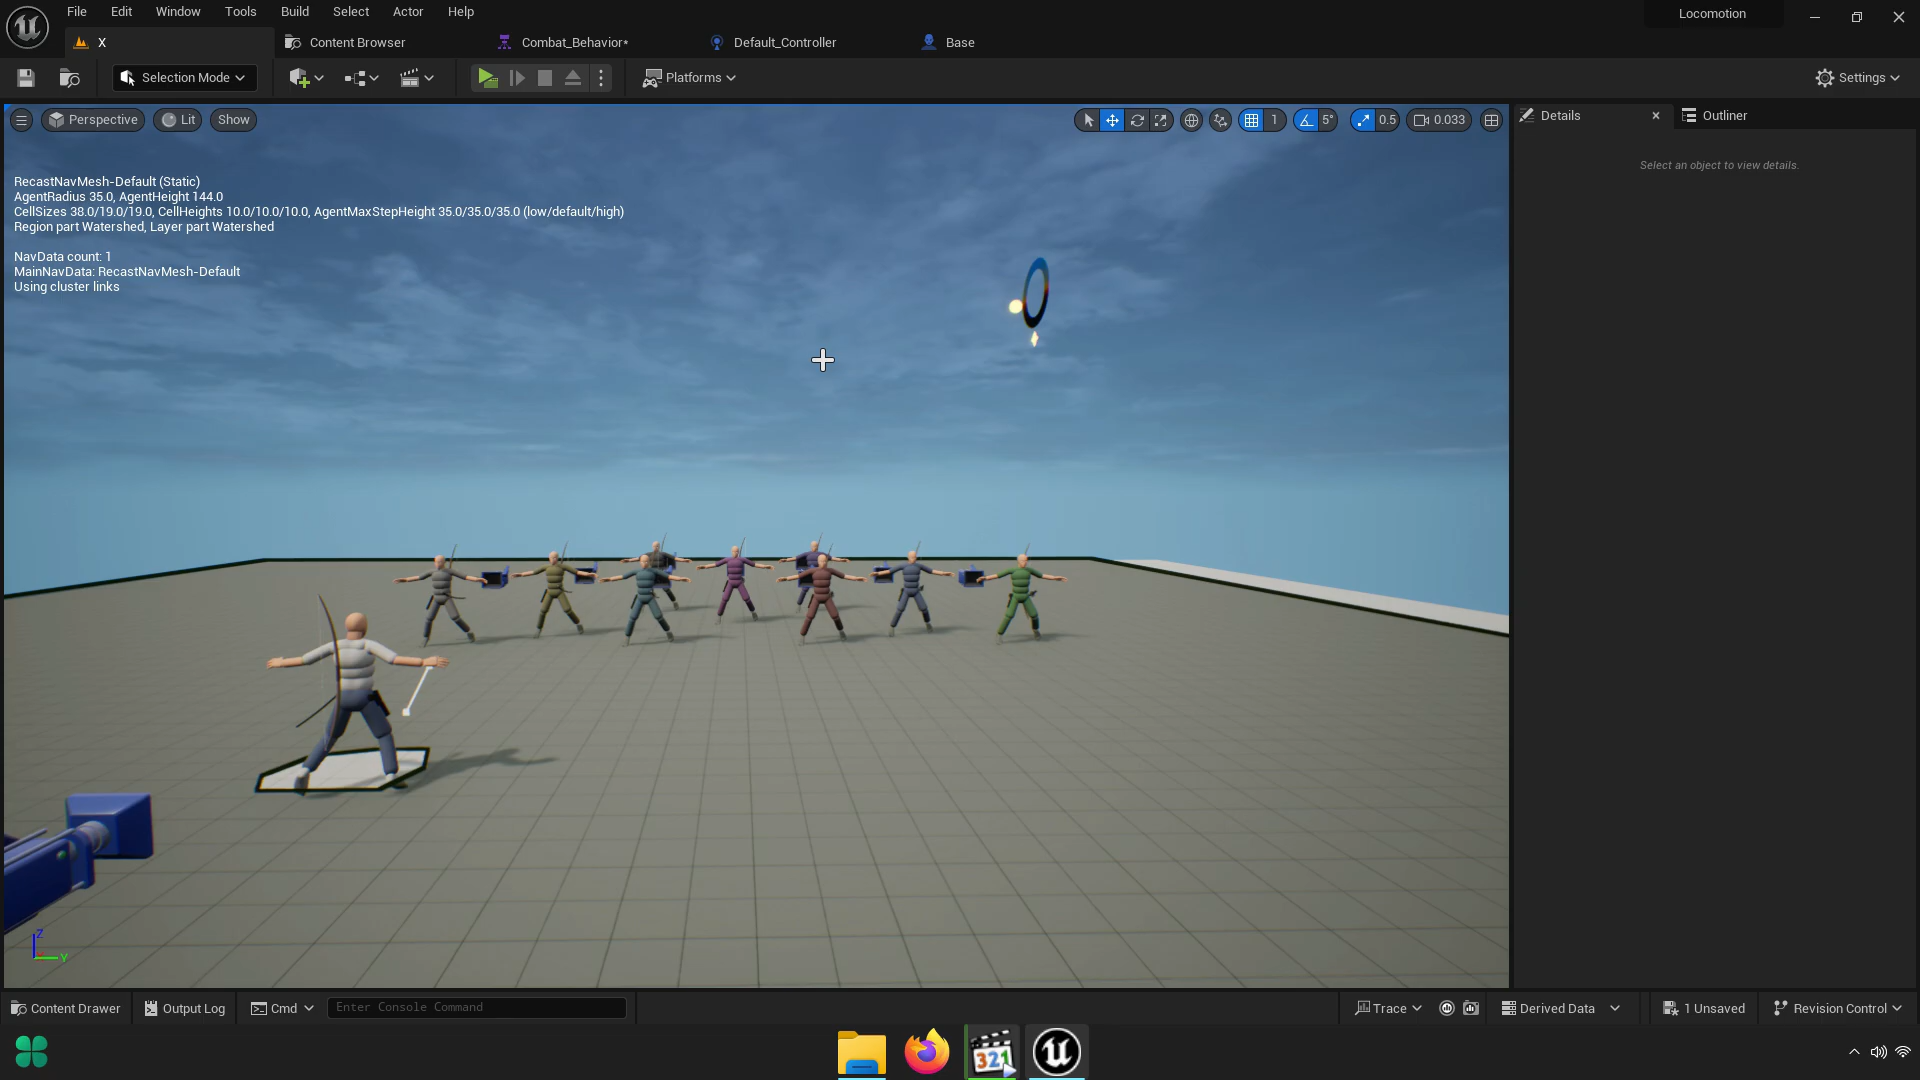 File Edit Window Tools Build Select Actor Help
Locomotion
X
Content Browser
Combat_Behavior*
Default_Controller
Base
Selection Mode
Platforms
Settings
Perspective
Lit
Show
1
5°
0.5
0.033
Details
Outliner
Select an object to view details.
RecastNavMesh-Default (Static)
AgentRadius 35.0, AgentHeight 144.0
CellSizes 38.0/19.0/19.0, CellHeights 10.0/10.0/10.0, AgentMaxStepHeight 35.0/35.0/35.0 (low/default/high)
Region part Watershed, Layer part Watershed
NavData count: 1
MainNavData: RecastNavMesh-Default
Using cluster links
Z
Y
Content Drawer
Output Log
Cmd
Enter Console Command
Trace
Derived Data
1 Unsaved
Revision Control
321